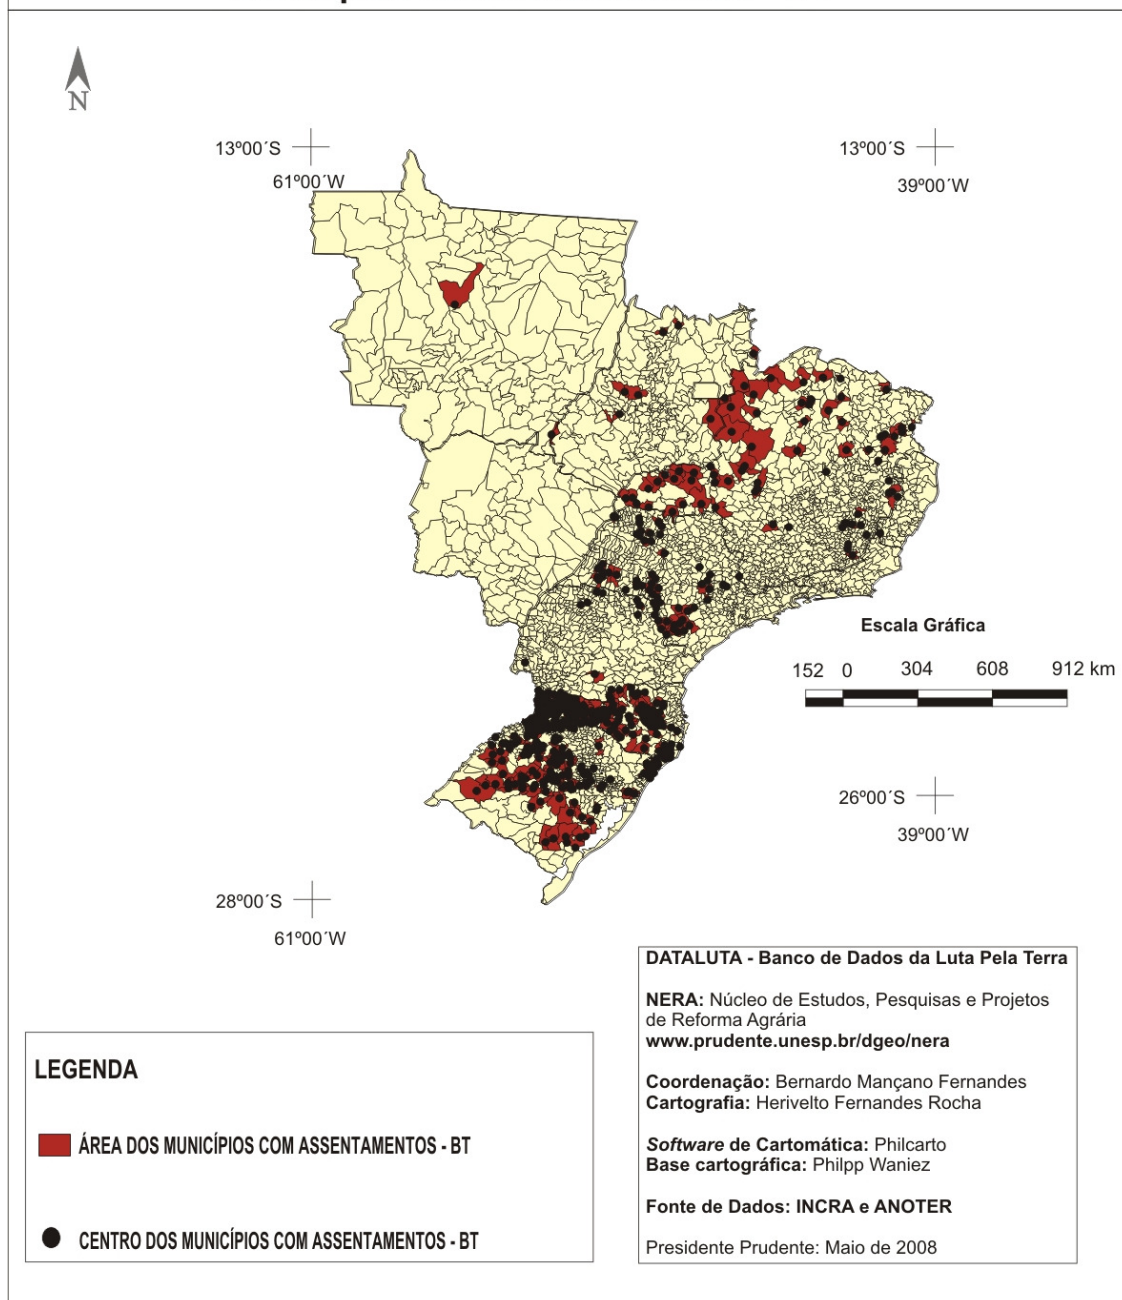 N
13º00´S
61º00´W
13º00´S
39º00´W
Escala Gráfica
152 0 304 608 912 km
26º00´S
39º00´W
28º00´S
61º00´W
DATALUTA - Banco de Dados da Luta Pela Terra
NERA: Núcleo de Estudos, Pesquisas e Projetos
de Reforma Agrária
www.prudente.unesp.br/dgeo/nera
Coordenação: Bernardo Mançano Fernandes
Cartografia: Herivelto Fernandes Rocha
Software de Cartomática: Philcarto
Base cartográfica: Philpp Waniez
Fonte de Dados: INCRA e ANOTER
Presidente Prudente: Maio de 2008
LEGENDA
ÁREA DOS MUNICÍPIOS COM ASSENTAMENTOS - BT
CENTRO DOS MUNICÍPIOS COM ASSENTAMENTOS - BT